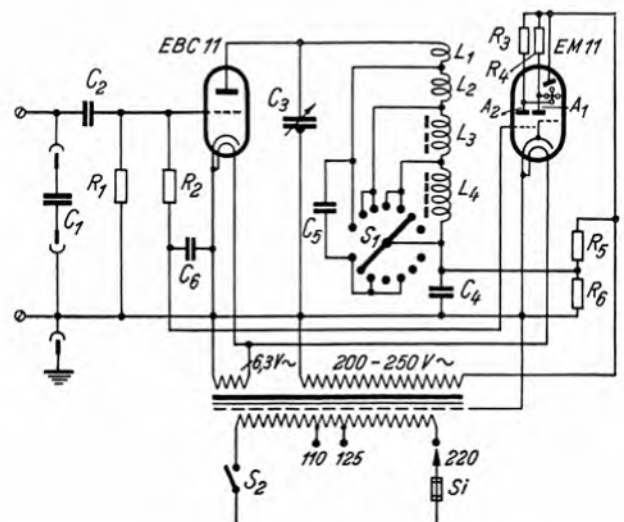 EBC 11
EM 11
R3
R4
L1
L2
L3
L4
A2
A1
C2
C3
C1
R1
R2
C5
S1
C6
C4
R5
R6
6,3V~
200-250V~
110
125
220
S2
Si